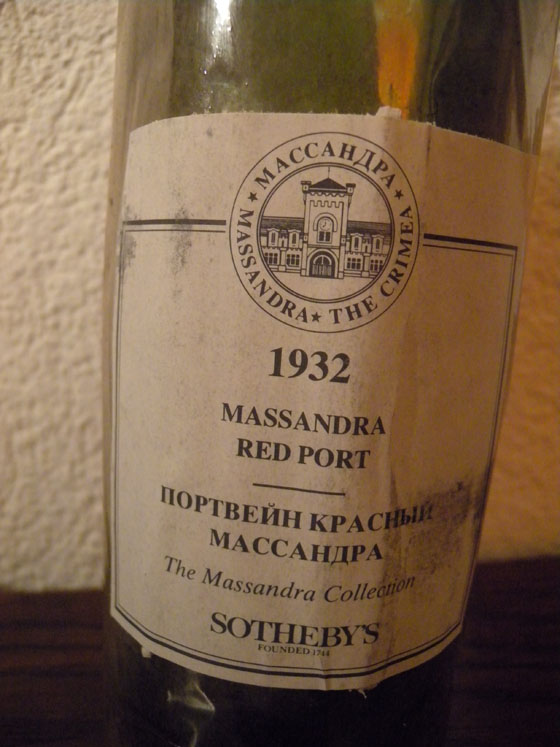 ★ МАССАНДРА ★
MASSANDRA ★ THE CRIMEA
1932
MASSANDRA
RED PORT
ПОРТВЕЙН КРАСНЫЙ
МАССАНДРА
The Massandra Collection
SOTHEBY'S
FOUNDED 1744